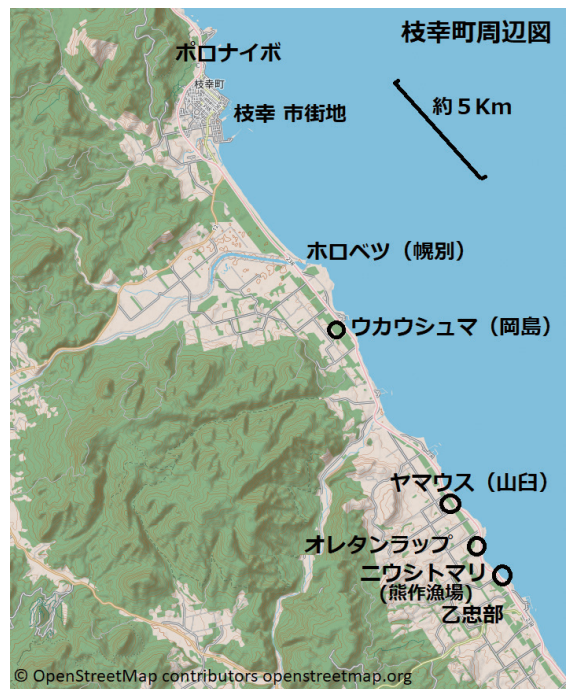 枝幸町周辺図
ポロナイボ
枝幸町
枝幸 市街地
約５Km
ホロベツ（幌別）
ウカウシュマ（岡島）
ヤマウス（山臼）
オレタンラップ
ニウシトマリ
(熊作漁場)
乙忠部
© OpenStreetMap contributors openstreetmap.org